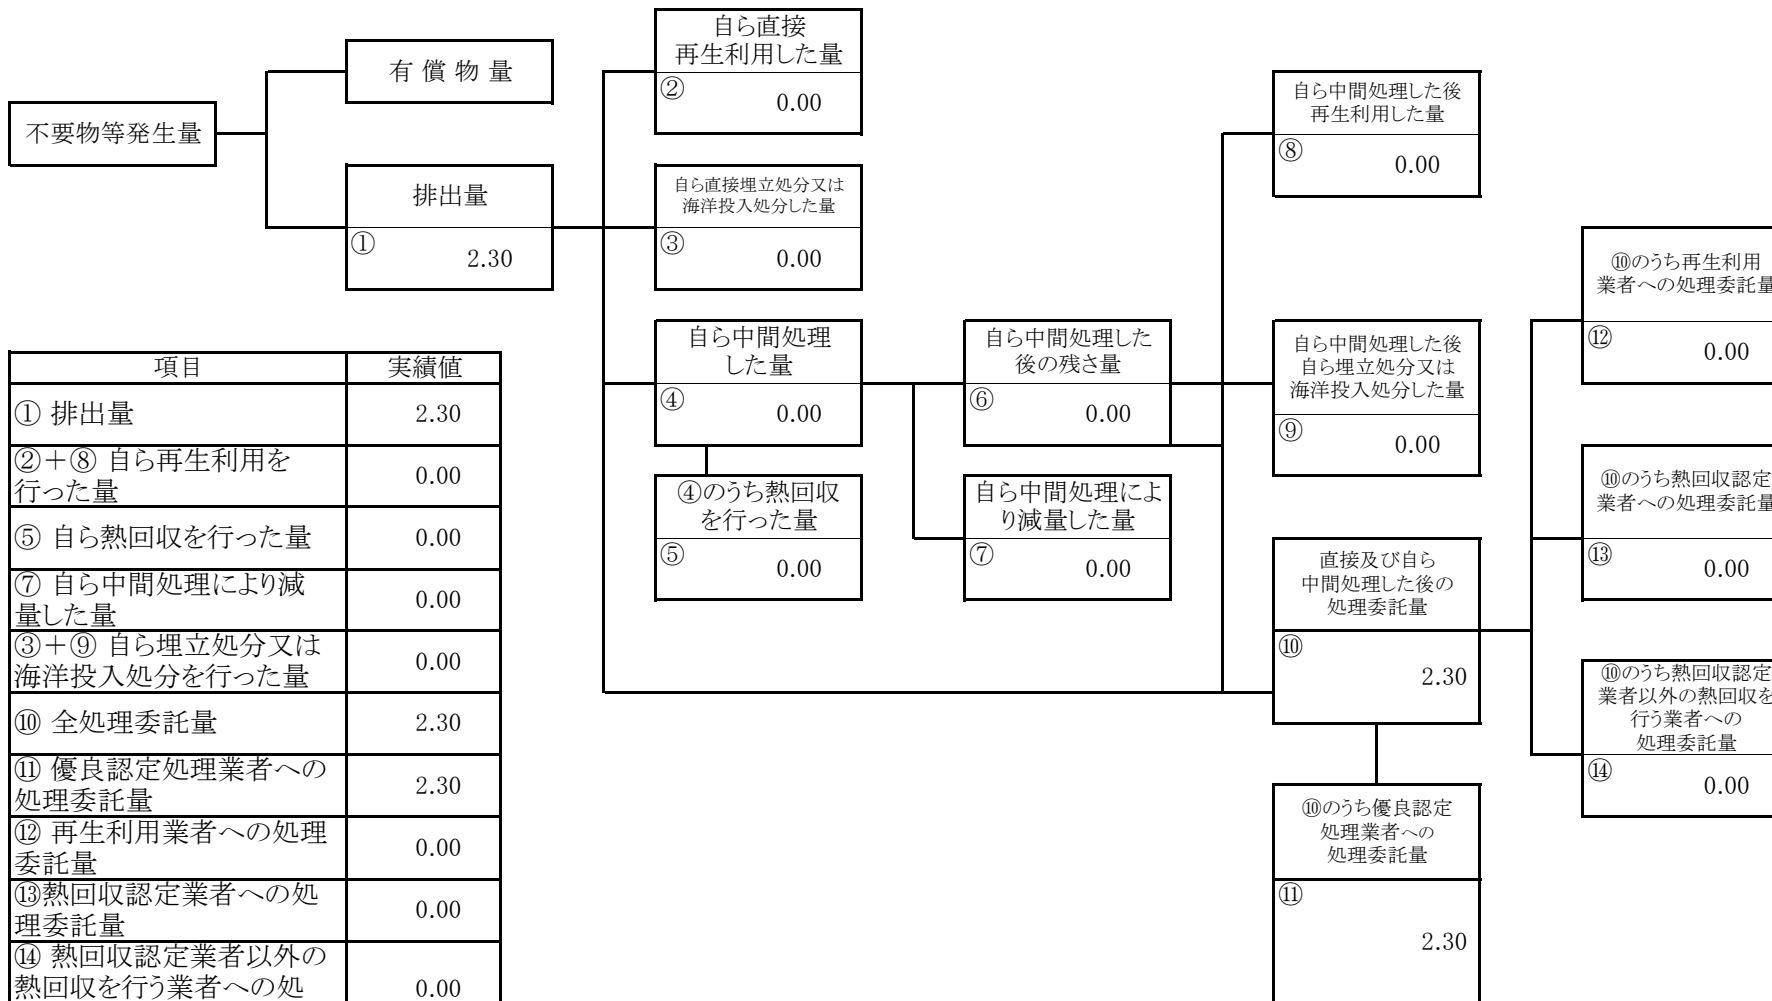 不要物等発生量
有償物量
排出量
①
2.30
自ら直接
再生利用した量
②
0.00
自ら直接埋立処分又は
海洋投入処分した量
③
0.00
自ら中間処理
した量
④
0.00
④のうち熱回収
を行った量
⑤
0.00
自ら中間処理した
後の残さ量
⑥
0.00
自ら中間処理によ
り減量した量
⑦
0.00
自ら中間処理した後
再生利用した量
⑧
0.00
自ら中間処理した後
自ら埋立処分又は
海洋投入処分した量
⑨
0.00
直接及び自ら
中間処理した後の
処理委託量
⑩
2.30
⑩のうち優良認定
処理業者への
処理委託量
⑪
2.30
⑩のうち再生利用
業者への処理委託量
⑫
0.00
⑩のうち熱回収認定
業者への処理委託量
⑬
0.00
⑩のうち熱回収認定
業者以外の熱回収を
行う業者への
処理委託量
⑭
0.00
項目 実績値
① 排出量 2.30
②＋⑧ 自ら再生利用を
行った量 0.00
⑤ 自ら熱回収を行った量 0.00
⑦ 自ら中間処理により減
量した量 0.00
③＋⑨ 自ら埋立処分又は
海洋投入処分を行った量 0.00
⑩ 全処理委託量 2.30
⑪ 優良認定処理業者への
処理委託量 2.30
⑫ 再生利用業者への処理
委託量 0.00
⑬熱回収認定業者への処
理委託量 0.00
⑭ 熱回収認定業者以外の
熱回収を行う業者への処 0.00